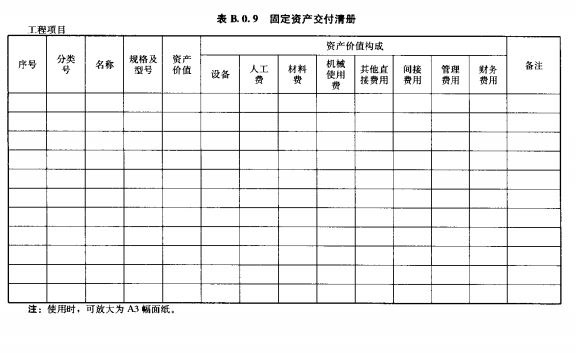 表 B.0.9 固定资产交付清册
工程项目
序号 分类号 名称 规格及型号 资产价值 资产价值构成 备注
设备 人工费 材料费 机械使用费 其他直接费用 间接费用 管理费用 财务费用
注：使用时，可放大为 A3 幅面纸。